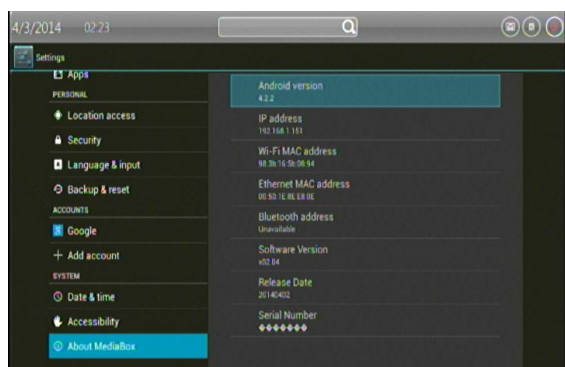 4/3/2014 02:23
Settings
Apps
PERSONAL
Location access
Security
Language & input
Backup & reset
ACCOUNTS
Google
Add account
SYSTEM
Date & time
Accessibility
About MediaBox
Android version
4.2.2
IP address
192.168.1.151
Wi-Fi MAC address
Ethernet MAC address
Bluetooth address
Unavailable
Software Version
v02.04
Release Date
20140402
Serial Number